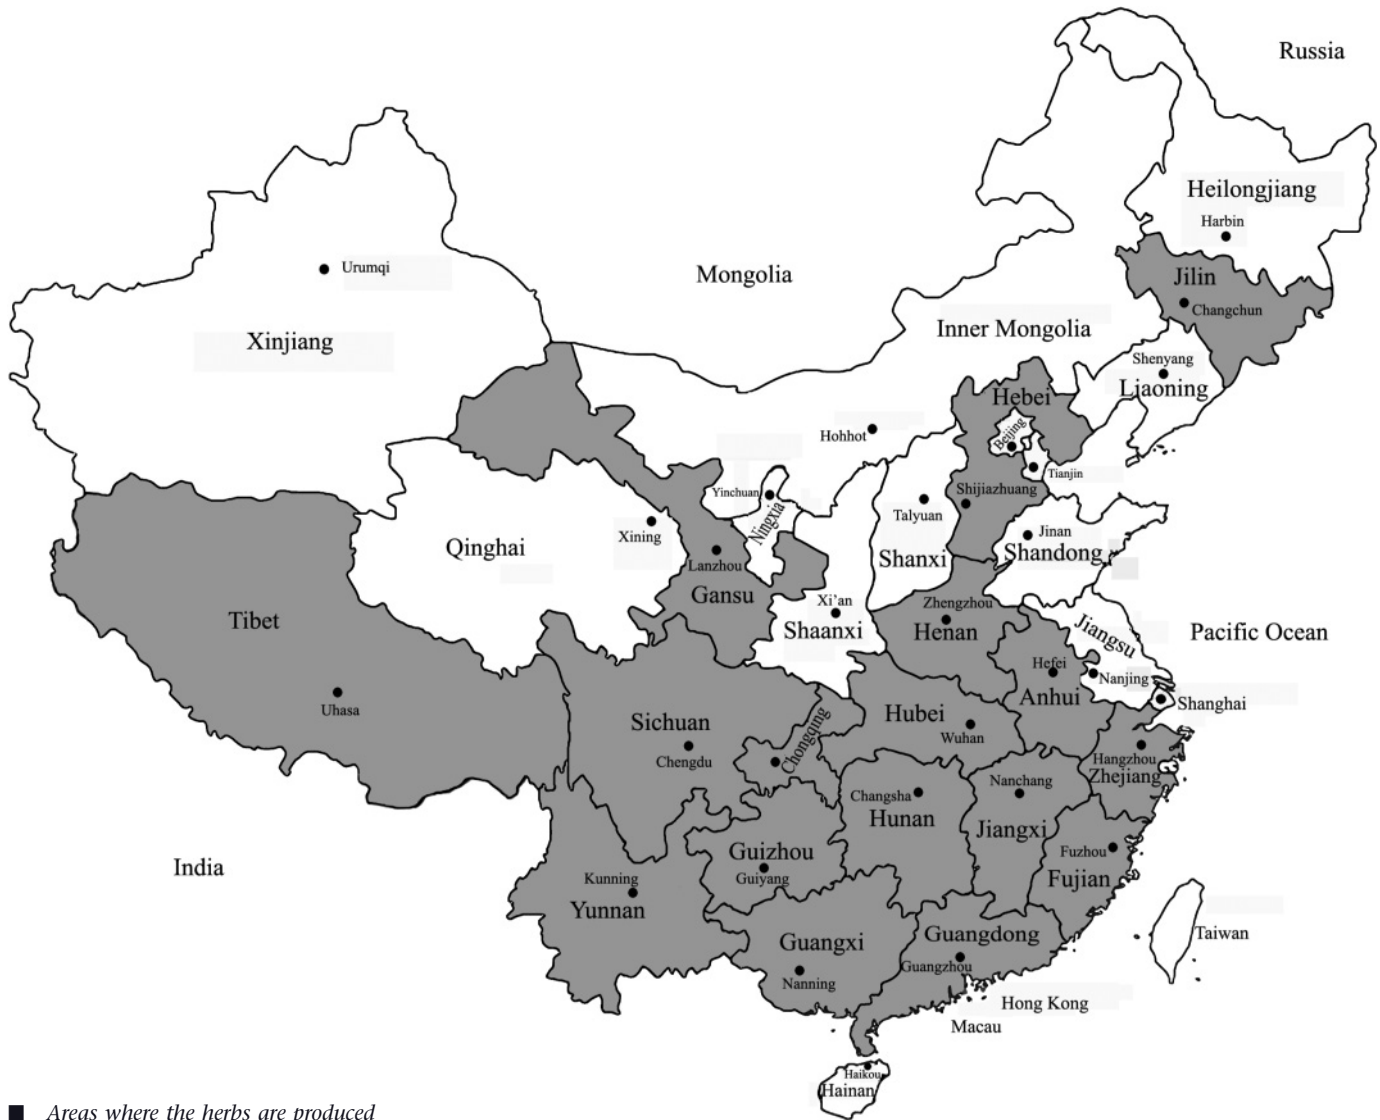 Russia
Heilongjiang
Harbin
Jilin
Changchun
Urumqi
Mongolia
Xinjiang
Inner Mongolia
Shenyang
Liaoning
Hebei
Hohhot
Beijing
Tianjin
Yinchuan
Ningxia
Shijiazhuang
Talyuan
Shanxi
Jinan
Shandong
Xining
Qinghai
Lanzhou
Gansu
Xi’an
Shaanxi
Zhengzhou
Henan
Jiangsu
Pacific Ocean
Tibet
Uhasa
Hefei
Anhui
Nanjing
Shanghai
Sichuan
Chengdu
Chongqing
Hubei
Wuhan
Hangzhou
Zhejiang
Changsha
Hunan
Nanchang
Jiangxi
Guizhou
Guiyang
Fuzhou
Fujian
India
Kunning
Yunnan
Guangxi
Nanning
Guangdong
Guangzhou
Taiwan
Hong Kong
Macau
Haikou
Hainan
Areas where the herbs are produced